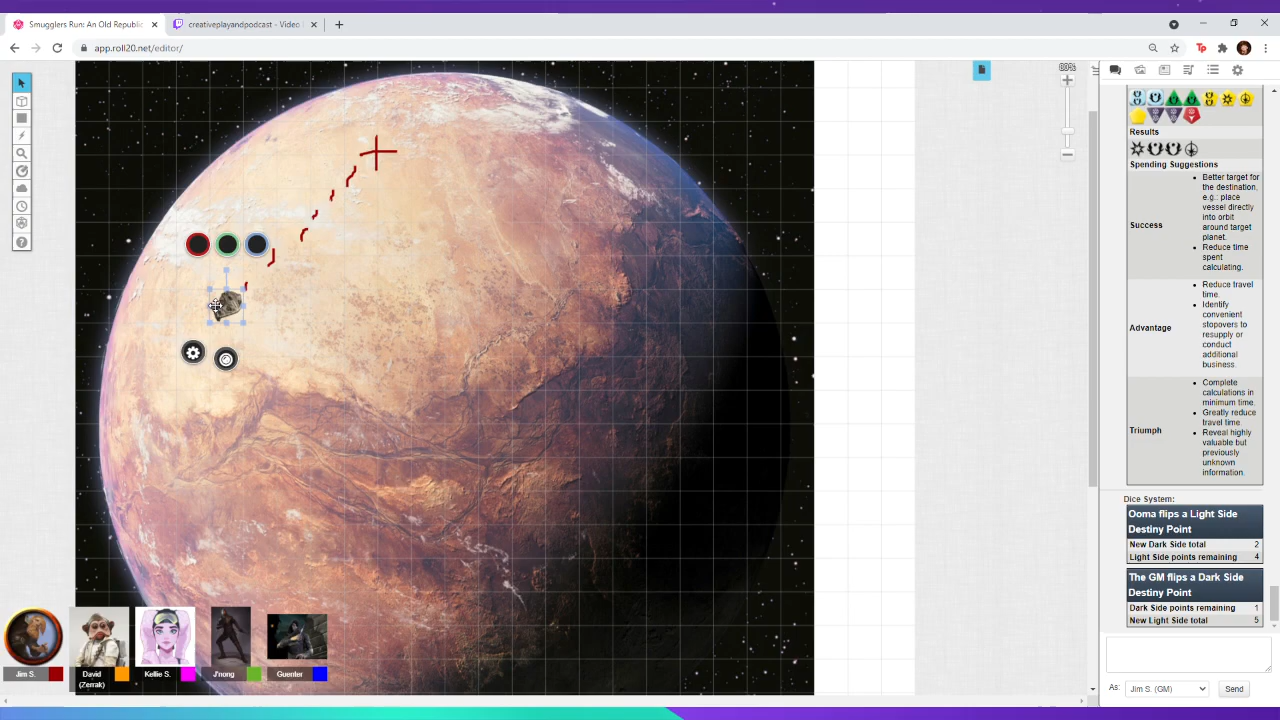 Smugglers Run: An Old Republic
creativeplayandpodcast - Video
app.roll20.net/editor/
Tp
80%
Results
Spending Suggestions
Success
Better target for
the destination,
e.g.: place
vessel directly
into orbit
around target
planet.
Reduce time
spent
calculating.
Advantage
Reduce travel
time.
Identify
convenient
stopovers to
resupply or
conduct
additional
business.
Triumph
Complete
calculations in
minimum time.
Greatly reduce
travel time.
Reveal highly
valuable but
previously
unknown
information.
Dice System:
Ooma flips a Light Side
Destiny Point
New Dark Side total 2
Light Side points remaining 4
The GM flips a Dark Side
Destiny Point
Dark Side points remaining 1
New Light Side total 5
Jim S.
David
(Zerrak)
Kellie S.
J'nong
Guenter
As: Jim S. (GM) Send